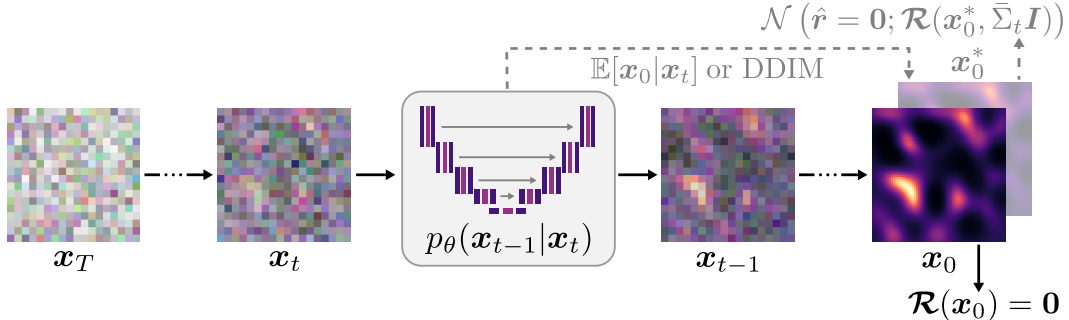 𝒩 (r̂ = 0; 𝓡(x₀*, Σ̄ₜI))
𝔼[x₀|xₜ] or DDIM
x₀*
p_θ(xₜ₋₁|xₜ)
x_T
xₜ
xₜ₋₁
x₀
𝓡(x₀) = 0